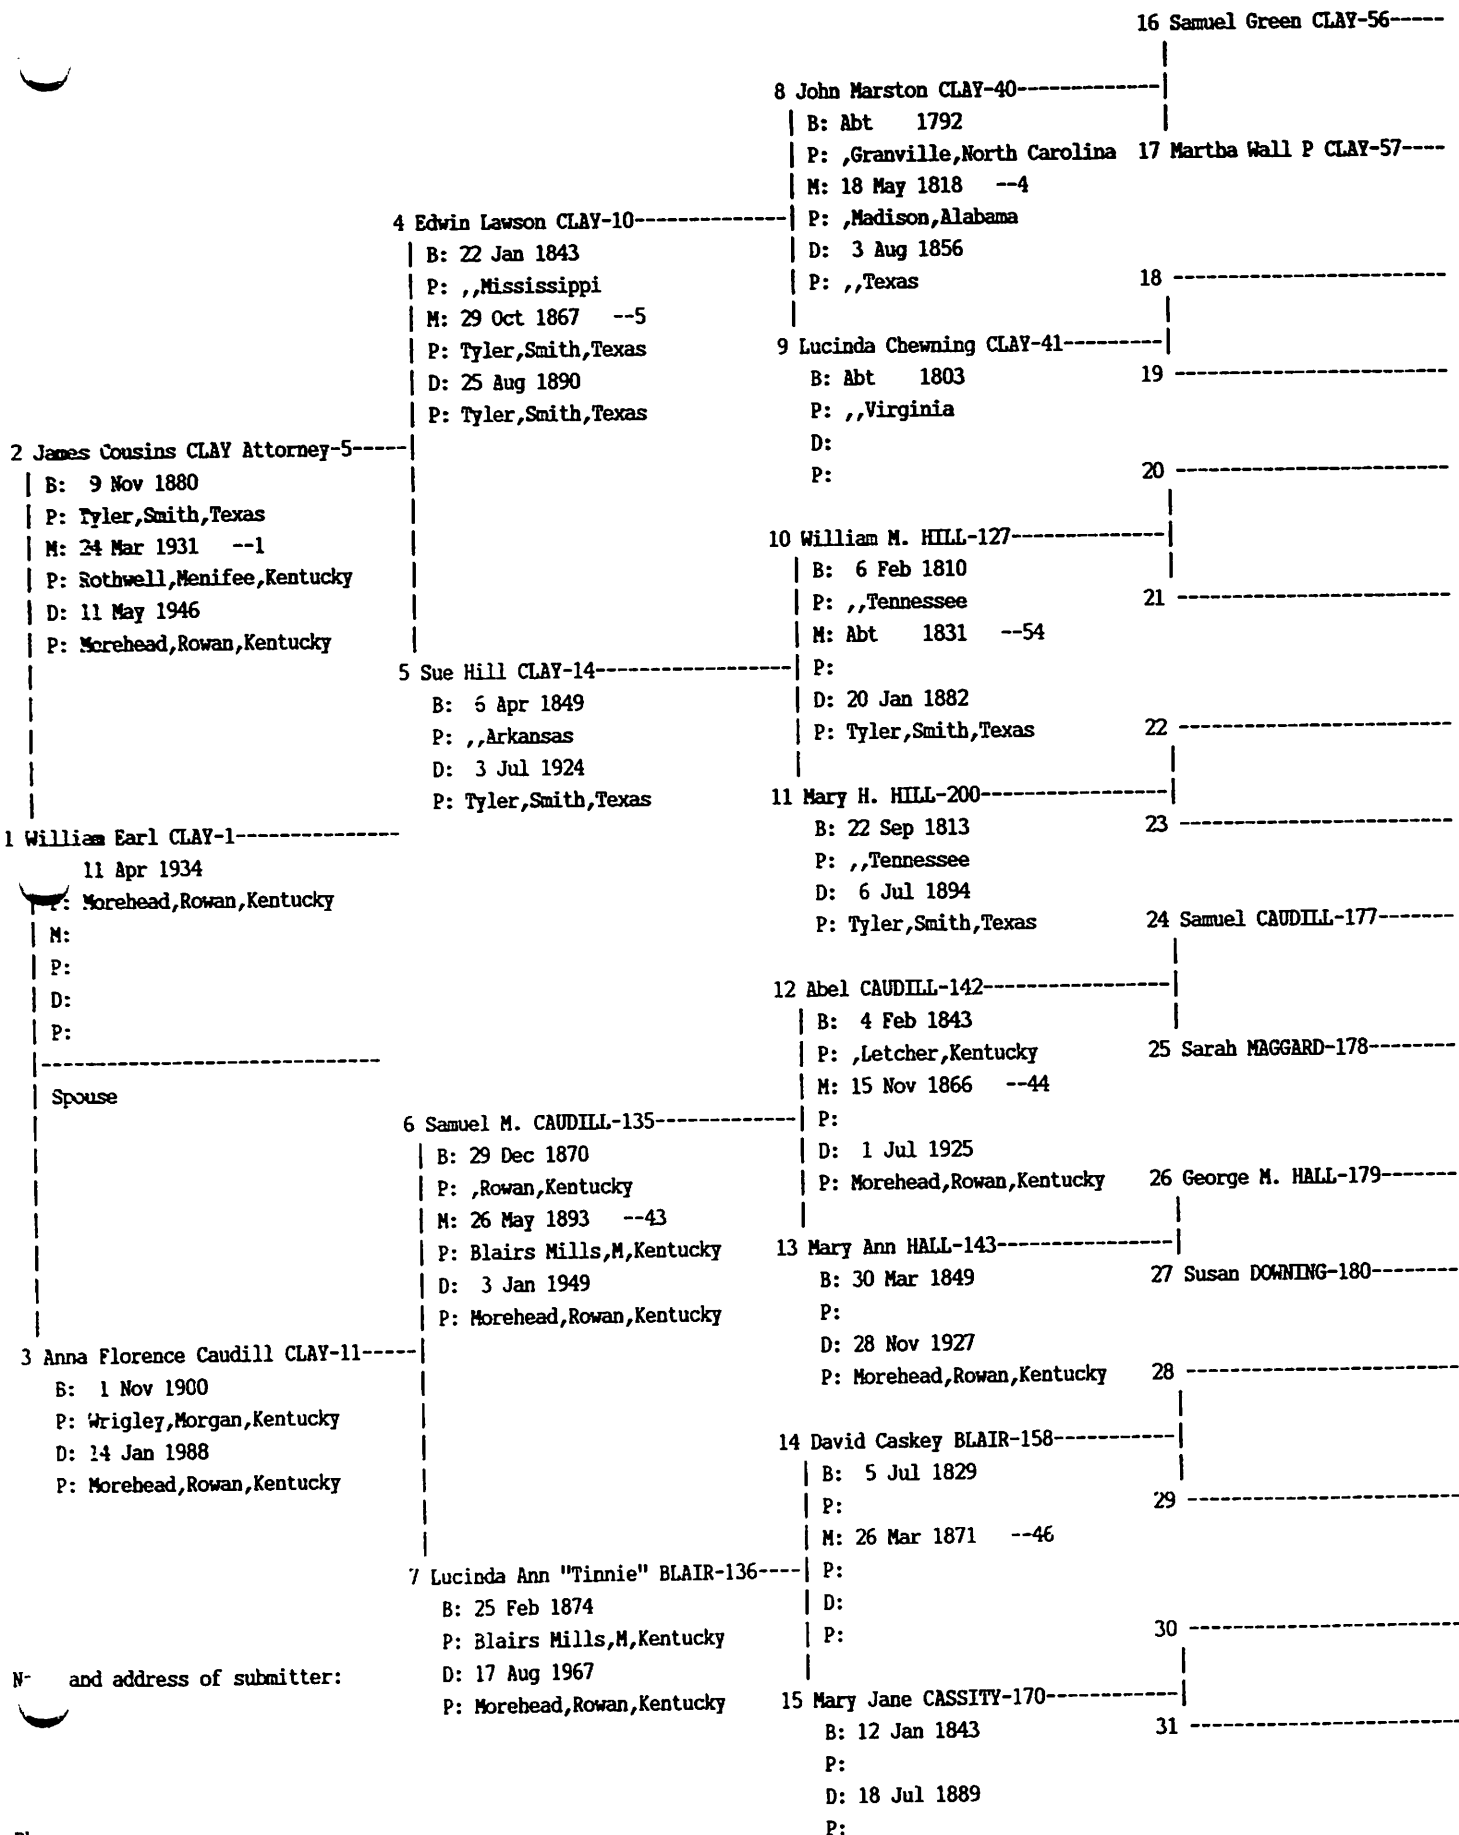 16 Samuel Green CLAY-56-----
8 John Marston CLAY-40--------------
B: Abt 1792
P: ,Granville,North Carolina
17 Martha Wall P CLAY-57----
M: 18 May 1818 --4
P: ,Madison,Alabama
D: 3 Aug 1856
P: ,,Texas
4 Edwin Lawson CLAY-10---------------
B: 22 Jan 1843
P: ,,Mississippi
M: 29 Oct 1867 --5
P: Tyler,Smith,Texas
D: 25 Aug 1890
P: Tyler,Smith,Texas
18
9 Lucinda Chewning CLAY-41---------
B: Abt 1803
P: ,,Virginia
D:
P:
19
2 James Cousins CLAY Attorney-5-----
B: 9 Nov 1880
P: Tyler,Smith,Texas
M: 24 Mar 1931 --1
P: Rothwell,Menifee,Kentucky
D: 11 May 1946
P: Morehead,Rowan,Kentucky
20
10 William M. HILL-127--------------
B: 6 Feb 1810
P: ,,Tennessee
M: Abt 1831 --54
P:
D: 20 Jan 1882
P: Tyler,Smith,Texas
21
5 Sue Hill CLAY-14-------------------
B: 6 Apr 1849
P: ,,Arkansas
D: 3 Jul 1924
P: Tyler,Smith,Texas
22
11 Mary H. HILL-200-----------------
B: 22 Sep 1813
P: ,,Tennessee
D: 6 Jul 1894
P: Tyler,Smith,Texas
23
1 William Earl CLAY-1---------------
11 Apr 1934
P: Morehead,Rowan,Kentucky
M:
P:
D:
P:
Spouse
24 Samuel CAUDILL-177-------
12 Abel CAUDILL-142-----------------
B: 4 Feb 1843
P: ,Letcher,Kentucky
M: 15 Nov 1866 --44
P:
D: 1 Jul 1925
P: Morehead,Rowan,Kentucky
25 Sarah MAGGARD-178--------
6 Samuel M. CAUDILL-135-------------
B: 29 Dec 1870
P: ,Rowan,Kentucky
M: 26 May 1893 --43
P: Blairs Mills,M,Kentucky
D: 3 Jan 1949
P: Morehead,Rowan,Kentucky
26 George M. HALL-179-------
13 Mary Ann HALL-143----------------
B: 30 Mar 1849
P:
D: 28 Nov 1927
P: Morehead,Rowan,Kentucky
27 Susan DOWNING-180--------
3 Anna Florence Caudill CLAY-11-----
B: 1 Nov 1900
P: Wrigley,Morgan,Kentucky
D: 14 Jan 1988
P: Morehead,Rowan,Kentucky
28
14 David Caskey BLAIR-158-----------
B: 5 Jul 1829
P:
M: 26 Mar 1871 --46
P:
D:
P:
29
7 Lucinda Ann "Tinnie" BLAIR-136----
B: 25 Feb 1874
P: Blairs Mills,M,Kentucky
D: 17 Aug 1967
P: Morehead,Rowan,Kentucky
30
15 Mary Jane CASSITY-170------------
B: 12 Jan 1843
P:
D: 18 Jul 1889
P:
31
and address of submitter: